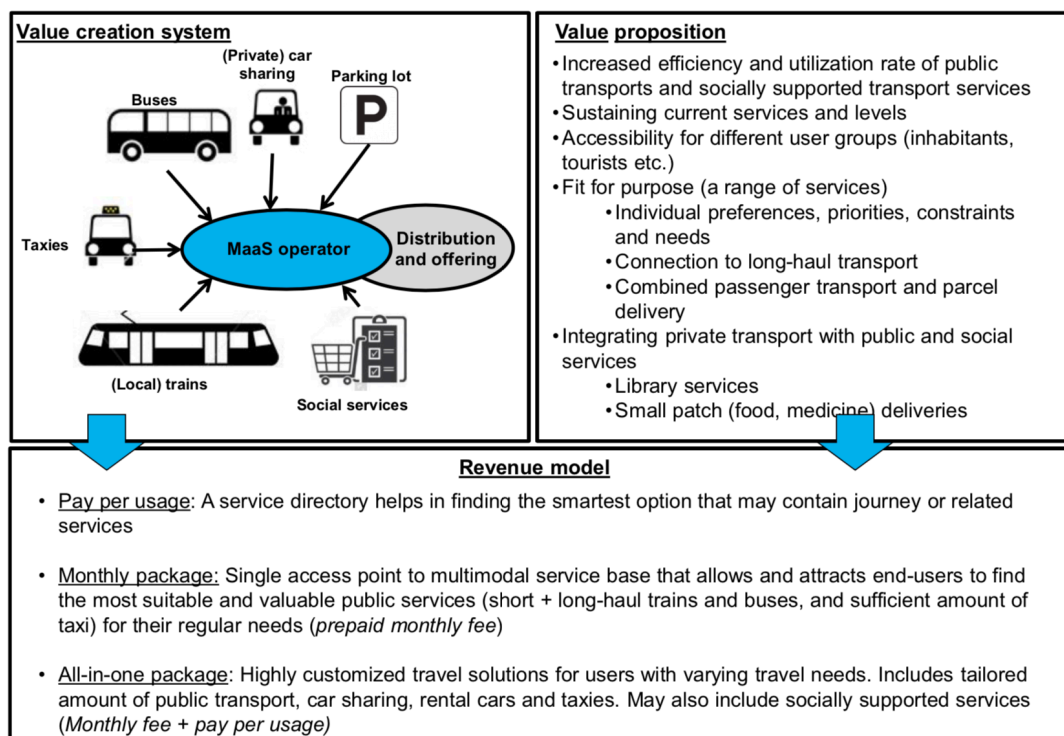 Value creation system
(Private) car
sharing
Parking lot
Buses
P
Taxies
MaaS operator
Distribution
and offering
(Local) trains
Social services
Value proposition
•Increased efficiency and utilization rate of public
transports and socially supported transport services
•Sustaining current services and levels
•Accessibility for different user groups (inhabitants,
tourists etc.)
•Fit for purpose (a range of services)
•Individual preferences, priorities, constraints
and needs
•Connection to long-haul transport
•Combined passenger transport and parcel
delivery
•Integrating private transport with public and social
services
•Library services
•Small patch (food, medicine) deliveries
Revenue model
• Pay per usage: A service directory helps in finding the smartest option that may contain journey or related
services
• Monthly package: Single access point to multimodal service base that allows and attracts end-users to find
the most suitable and valuable public services (short + long-haul trains and buses, and sufficient amount of
taxi) for their regular needs (prepaid monthly fee)
• All-in-one package: Highly customized travel solutions for users with varying travel needs. Includes tailored
amount of public transport, car sharing, rental cars and taxies. May also include socially supported services
(Monthly fee + pay per usage)